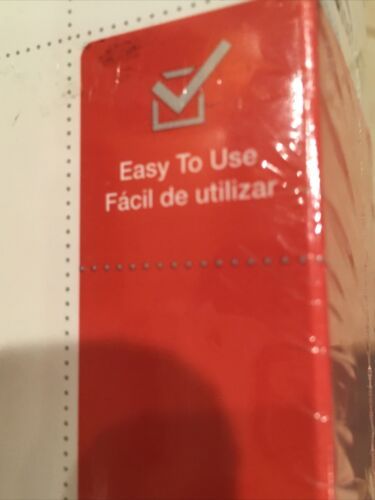 Easy To Use
Fácil de utilizar